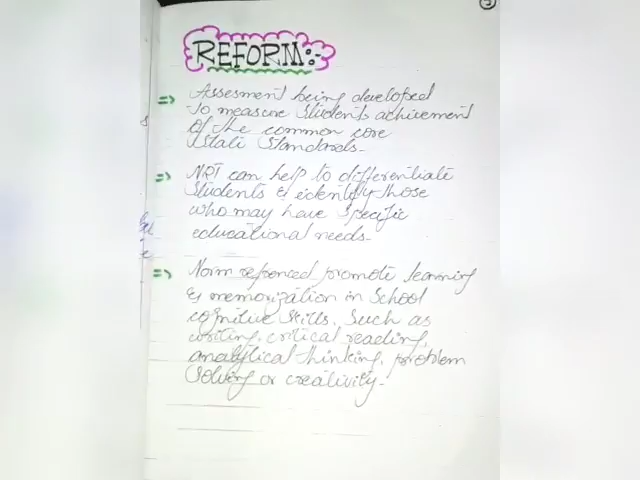 REFORM:-
⇒ Assesment being developed
to measure Students achievement
of the common core
State Standards.
⇒ NRT can help to differentiate
Students & identify those
who may have specific
educational needs.
⇒ Norm refrenced promote learning
& memorization in School
cognitive skills, such as
writing, critical reading,
analytical thinking, problem
Solving or creativity.